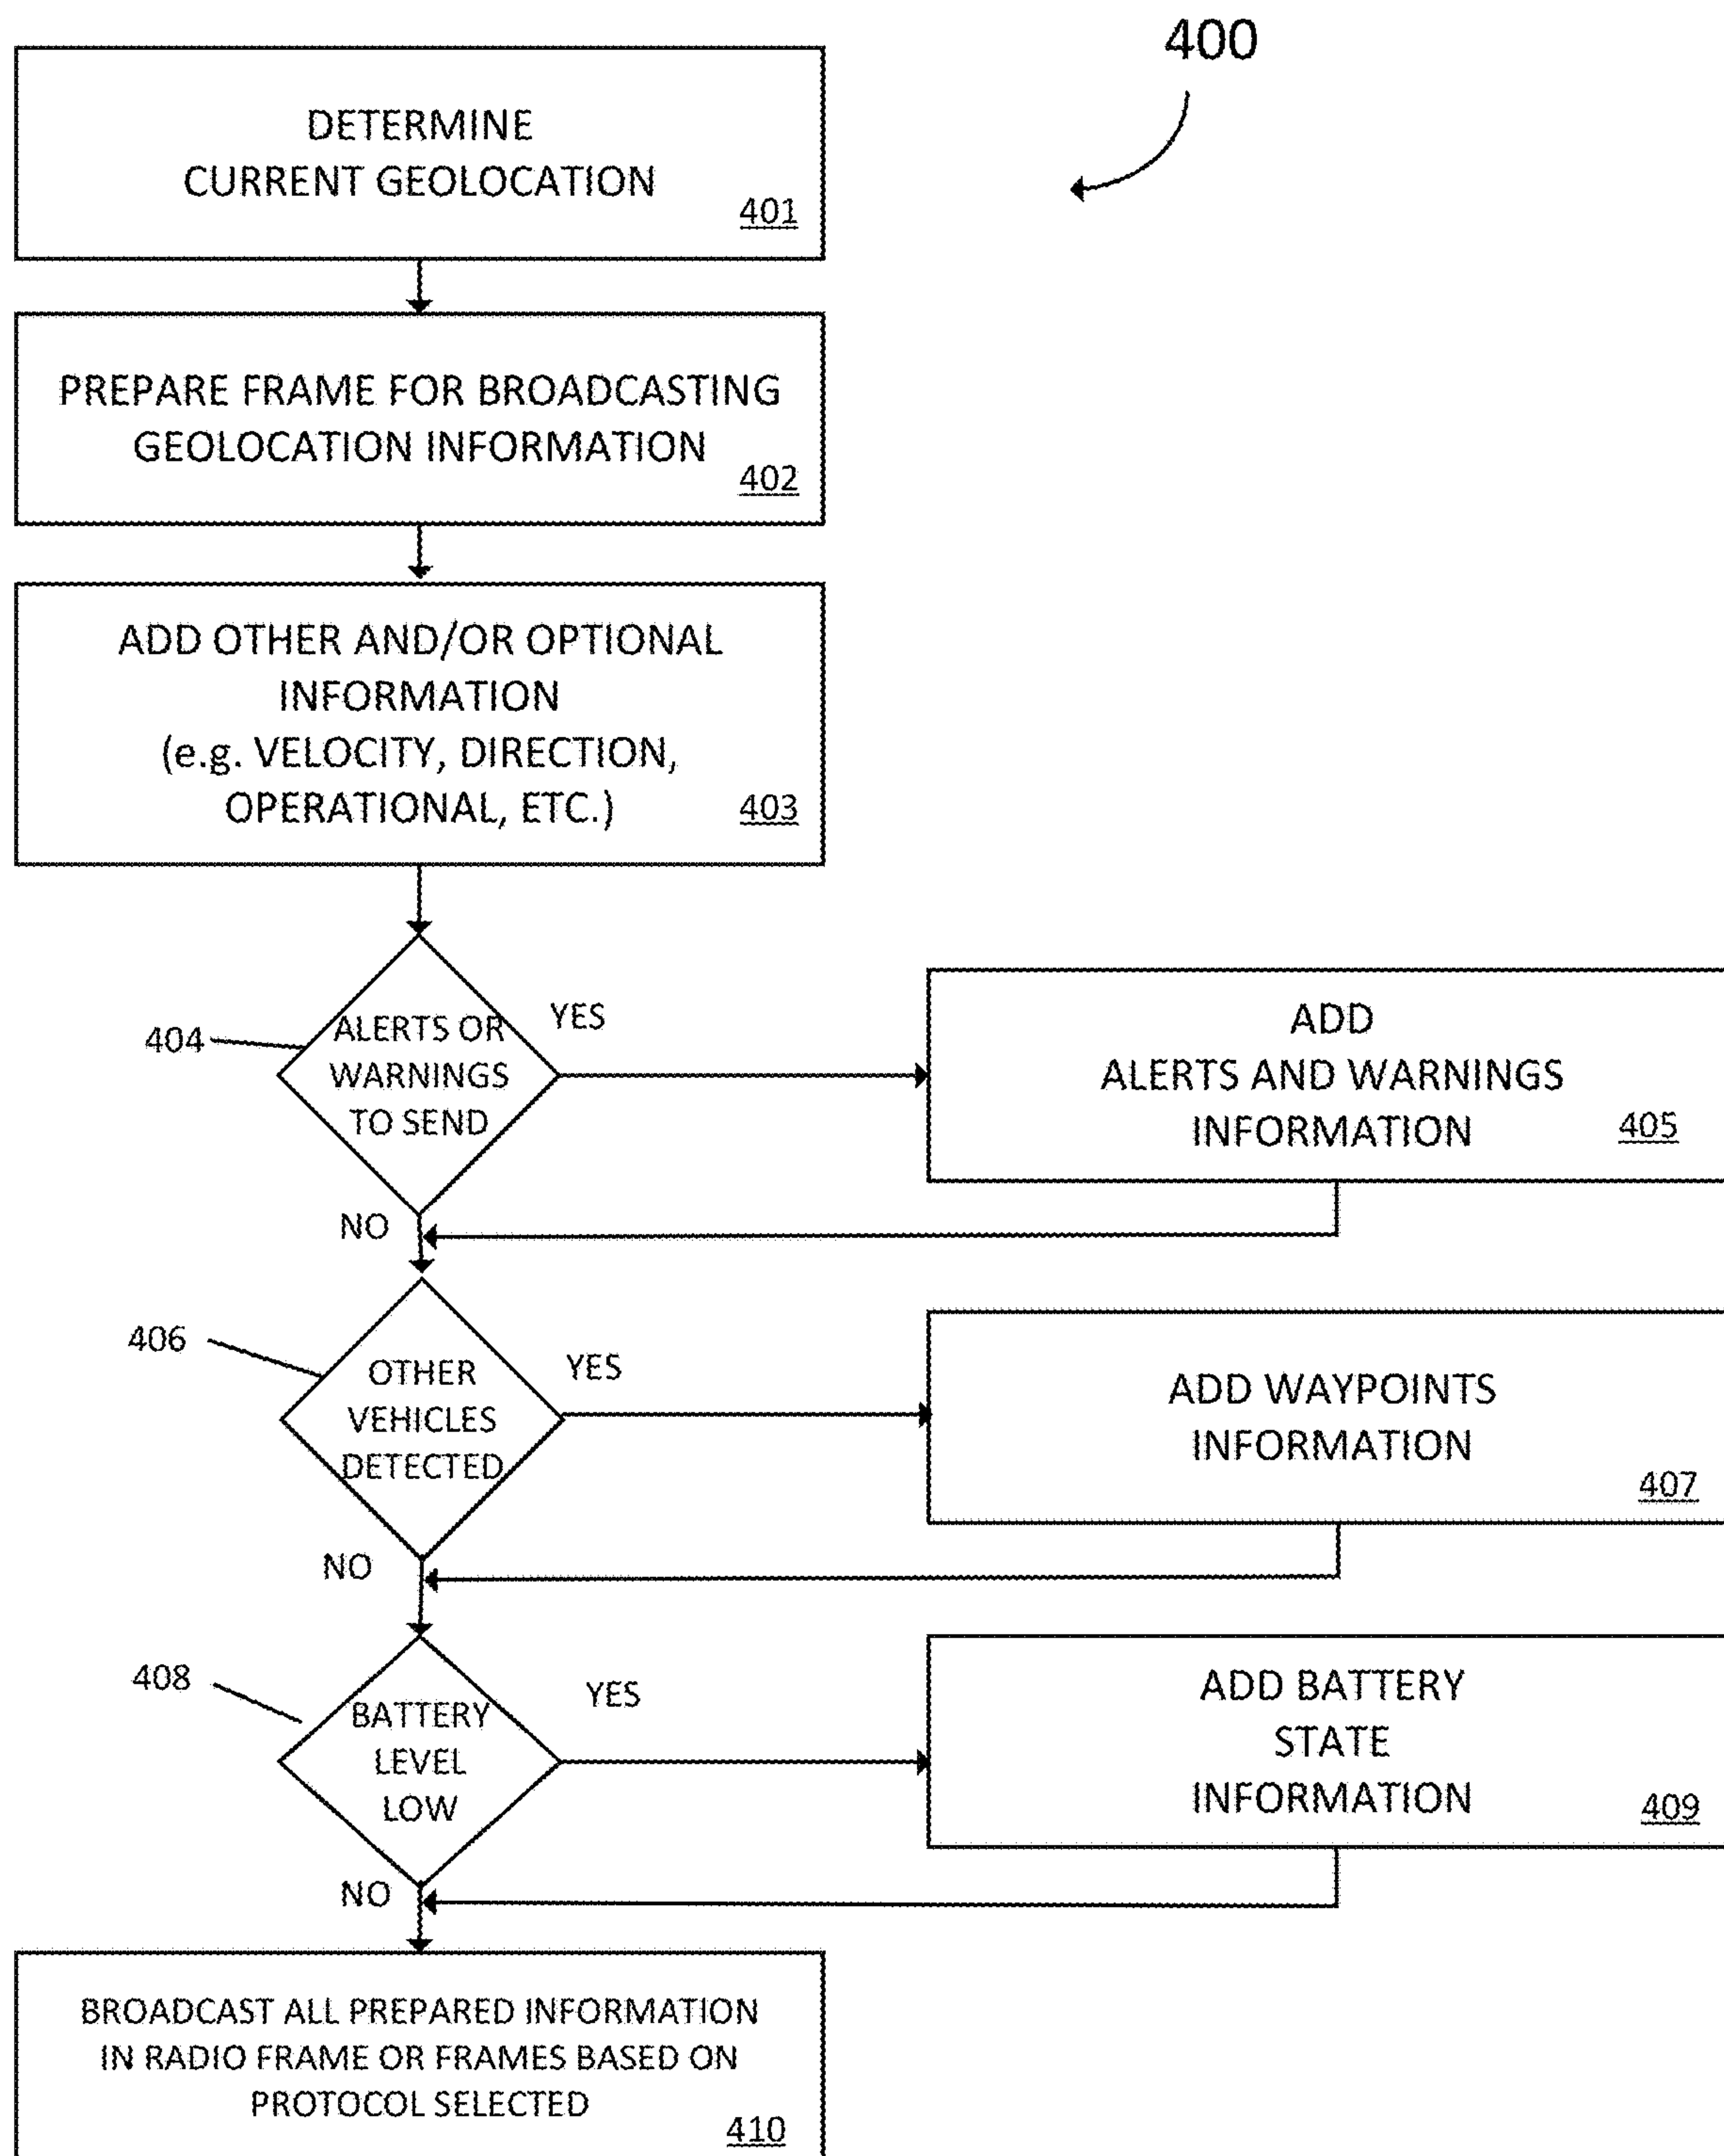 400
DETERMINE
CURRENT GEOLOCATION
401
PREPARE FRAME FOR BROADCASTING
GEOLOCATION INFORMATION
402
ADD OTHER AND/OR OPTIONAL
INFORMATION
(e.g. VELOCITY, DIRECTION,
OPERATIONAL, ETC.)
403
404
ALERTS OR
WARNINGS
TO SEND
YES
NO
ADD
ALERTS AND WARNINGS
INFORMATION
405
406
OTHER
VEHICLES
DETECTED
YES
NO
ADD WAYPOINTS
INFORMATION
407
408
BATTERY
LEVEL
LOW
YES
NO
ADD BATTERY
STATE
INFORMATION
409
BROADCAST ALL PREPARED INFORMATION
IN RADIO FRAME OR FRAMES BASED ON
PROTOCOL SELECTED
410